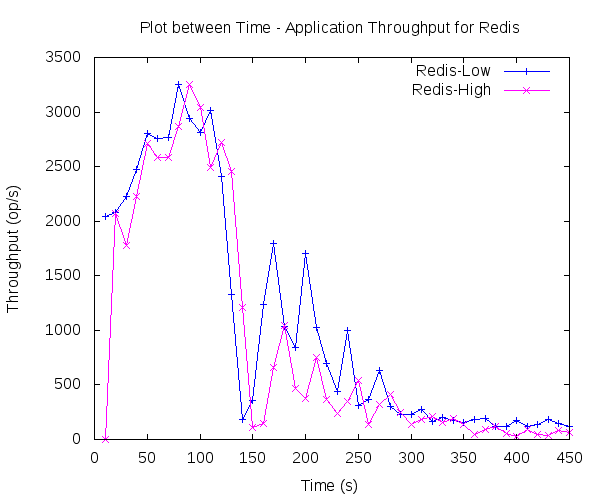 Plot between Time - Application Throughput for Redis
3500
3000
2500
2000
1500
1000
500
0
Throughput (op/s)
Redis-Low
Redis-High
0 50 100 150 200 250 300 350 400 450
Time (s)